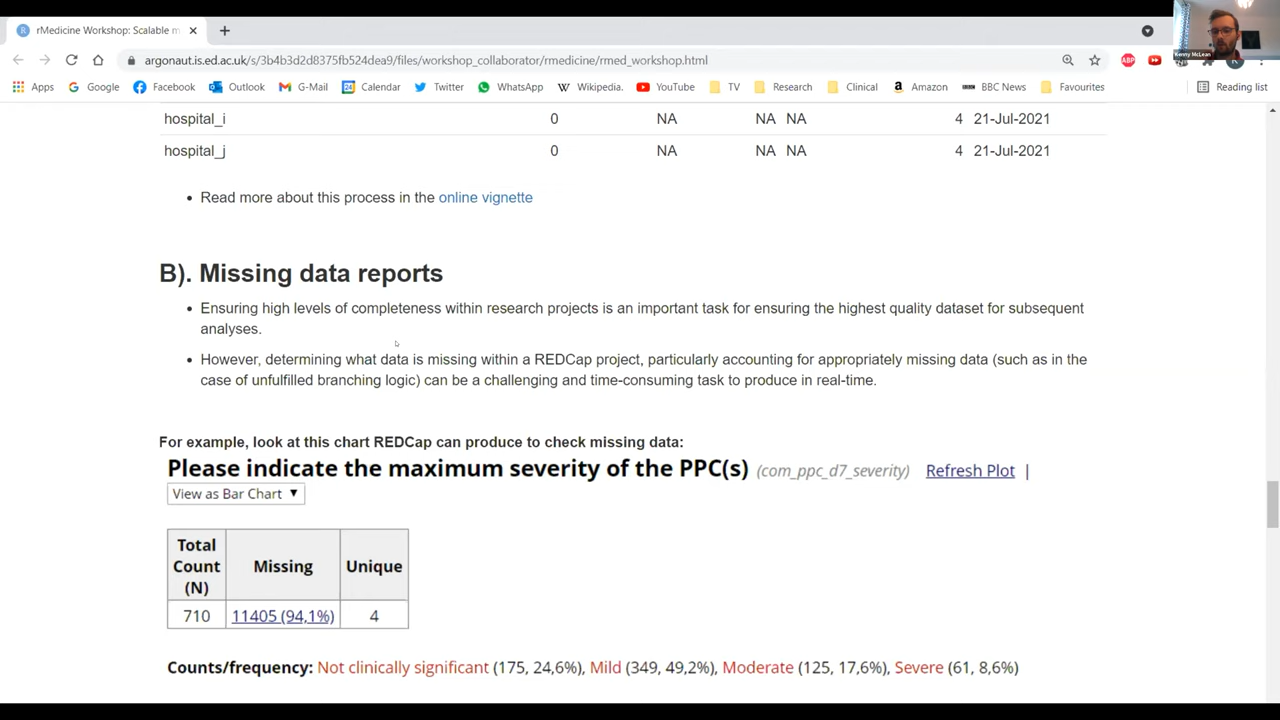 rMedicine Workshop: Scalable m
argonaut.is.ed.ac.uk/s/3b4b3d2d8375fb524dea9/files/workshop_collaborator/rmedicine/rmed_workshop.html
Kenny McLean
Apps Google Facebook Outlook G-Mail Calendar Twitter WhatsApp Wikipedia. YouTube TV Research Clinical Amazon BBC News Favourites Reading list
hospital_i 0 NA NA NA 4 21-Jul-2021
hospital_j 0 NA NA NA 4 21-Jul-2021
Read more about this process in the online vignette
B). Missing data reports
Ensuring high levels of completeness within research projects is an important task for ensuring the highest quality dataset for subsequent
analyses.
However, determining what data is missing within a REDCap project, particularly accounting for appropriately missing data (such as in the
case of unfulfilled branching logic) can be a challenging and time-consuming task to produce in real-time.
For example, look at this chart REDCap can produce to check missing data:
Please indicate the maximum severity of the PPC(s) (com_ppc_d7_severity) Refresh Plot |
View as Bar Chart
Total
Count Missing Unique
(N)
710 11405 (94,1%) 4
Counts/frequency: Not clinically significant (175, 24,6%), Mild (349, 49,2%), Moderate (125, 17,6%), Severe (61, 8,6%)